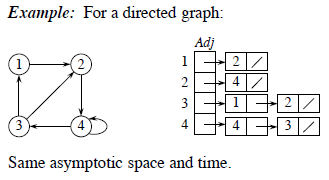 Example: For a directed graph:
Adj
1 2 1 2 /
2 4 /
3 1 2 /
3 4 4 4 3 /
Same asymptotic space and time.